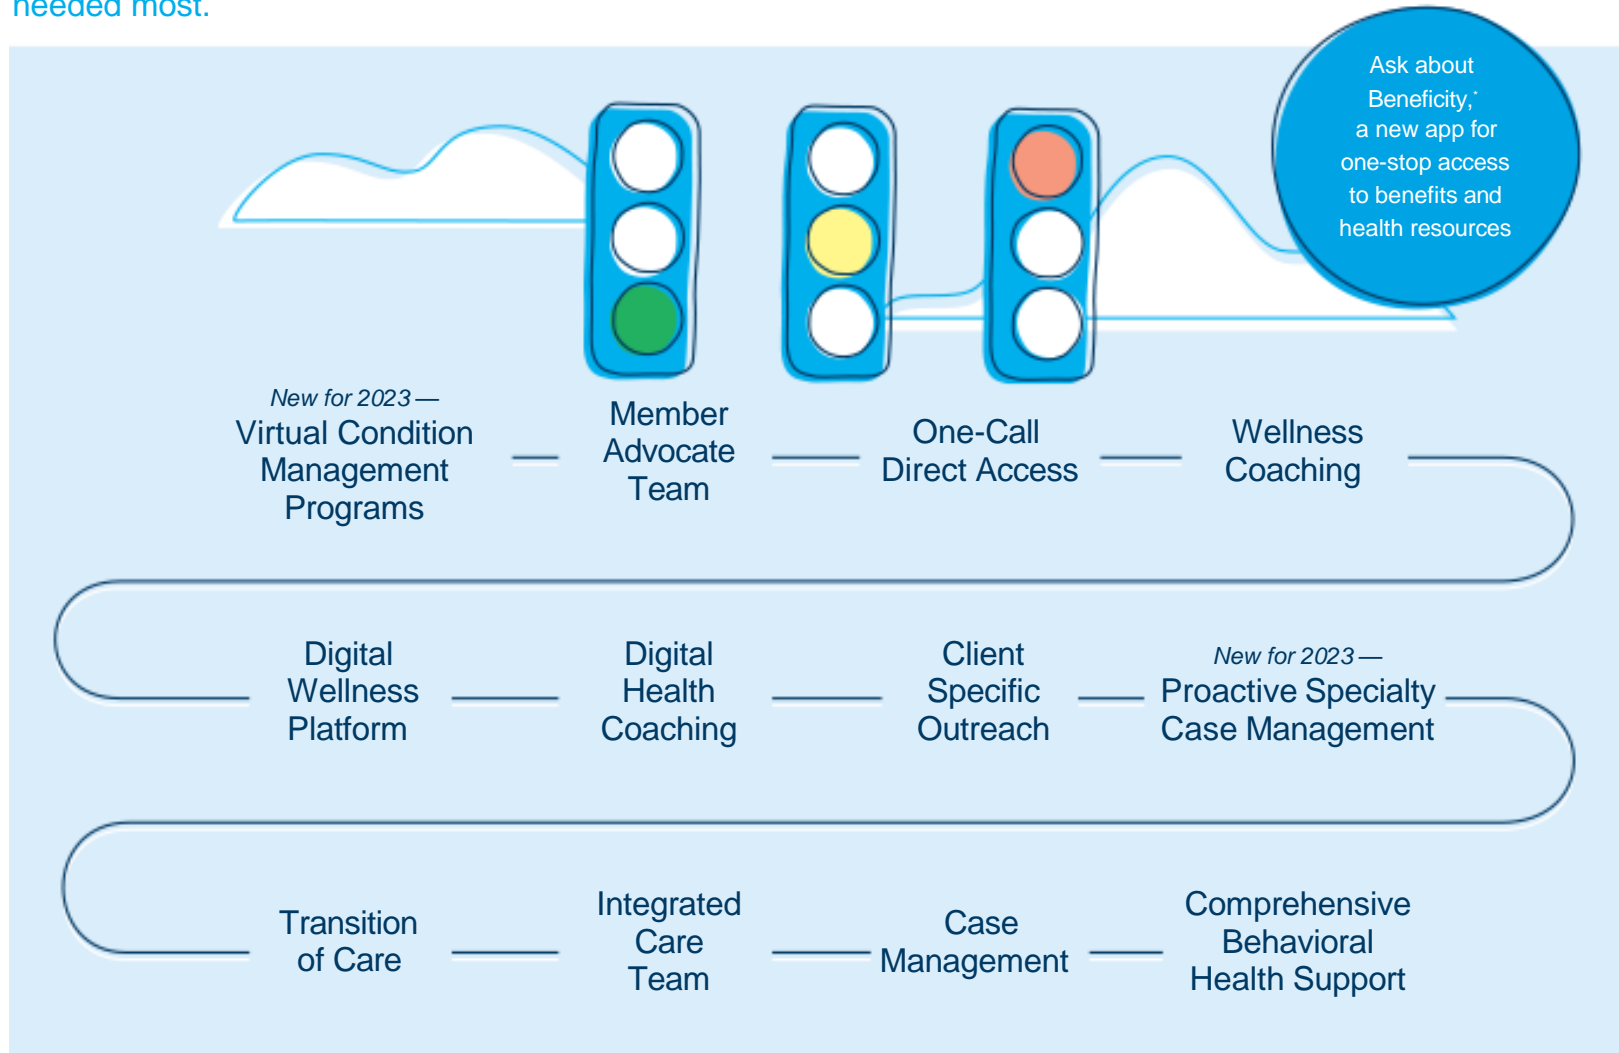 needed most.
Ask about
Beneficity,*
a new app for
one-stop access
to benefits and
health resources
New for 2023 —
Virtual Condition
Management
Programs
Member
Advocate
Team
One-Call
Direct Access
Wellness
Coaching
Digital
Wellness
Platform
Digital
Health
Coaching
Client
Specific
Outreach
New for 2023 —
Proactive Specialty
Case Management
Transition
of Care
Integrated
Care
Team
Case
Management
Comprehensive
Behavioral
Health Support